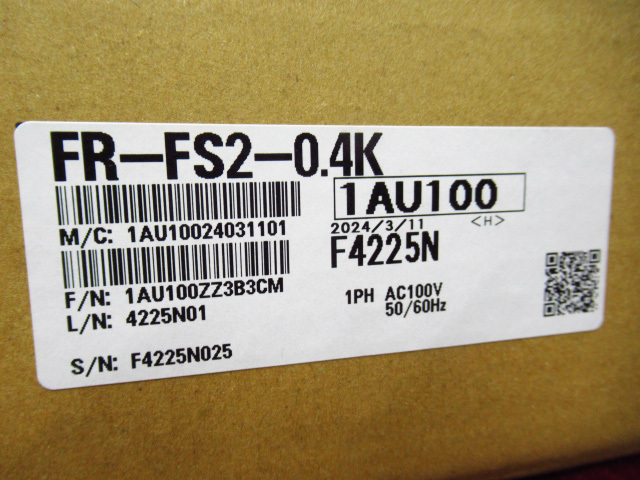 FR-FS2-0.4K
1AU100
M/C: 1AU10024031101
2024/3/11 <H>
F4225N
F/N: 1AU100ZZ3B3CM
1PH AC100V
50/60Hz
L/N: 4225N01
S/N: F4225N025